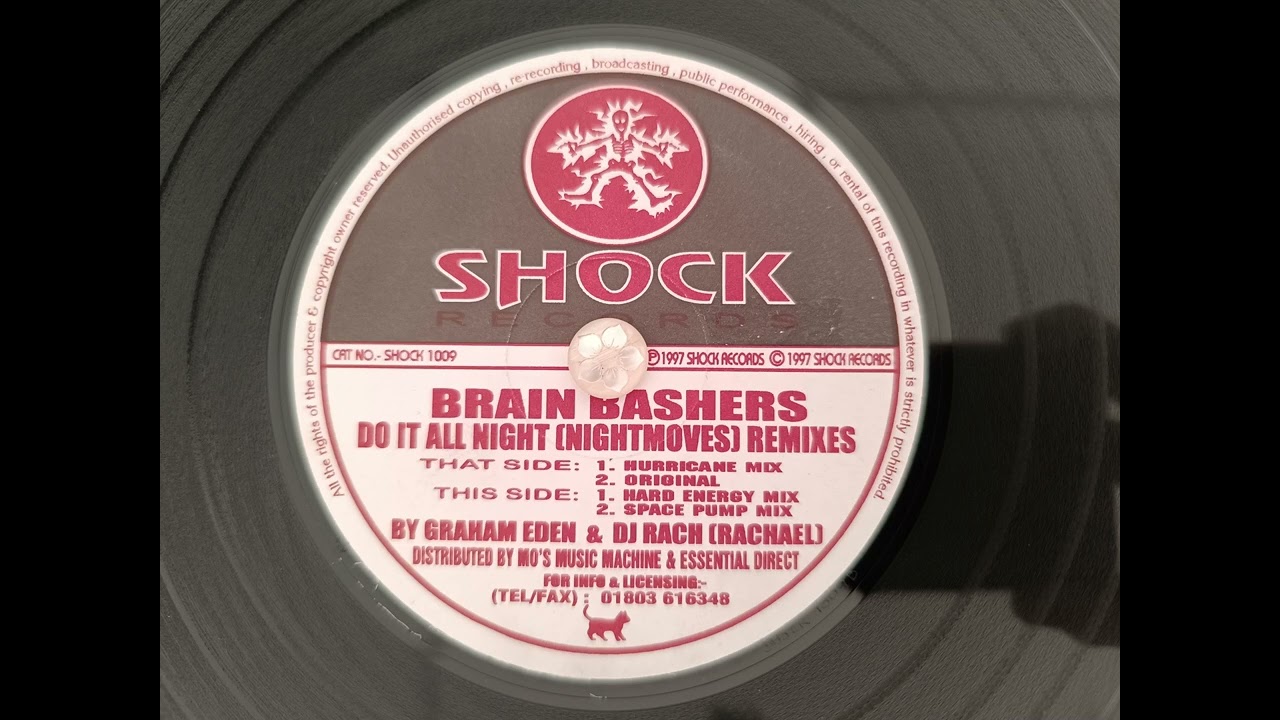 All the rights of the producer & copyright owner reserved. Unauthorised copying , re-recording , broadcasting , public performance , hiring , or rental of this recording in whatever is strictly prohibited.
SHOCK
RECORDS
CAT NO.- SHOCK 1009
Ⓟ1997 SHOCK RECORDS © 1997 SHOCK RECORDS
BRAIN BASHERS
DO IT ALL NIGHT (NIGHTMOVES) REMIXES
THAT SIDE: 1. HURRICANE MIX
2. ORIGINAL
THIS SIDE: 1. HARD ENERGY MIX
2. SPACE PUMP MIX
BY GRAHAM EDEN & DJ RACH (RACHAEL)
DISTRIBUTED BY MO'S MUSIC MACHINE & ESSENTIAL DIRECT
FOR INFO & LICENSING:-
(TEL/FAX) : 01803 616348